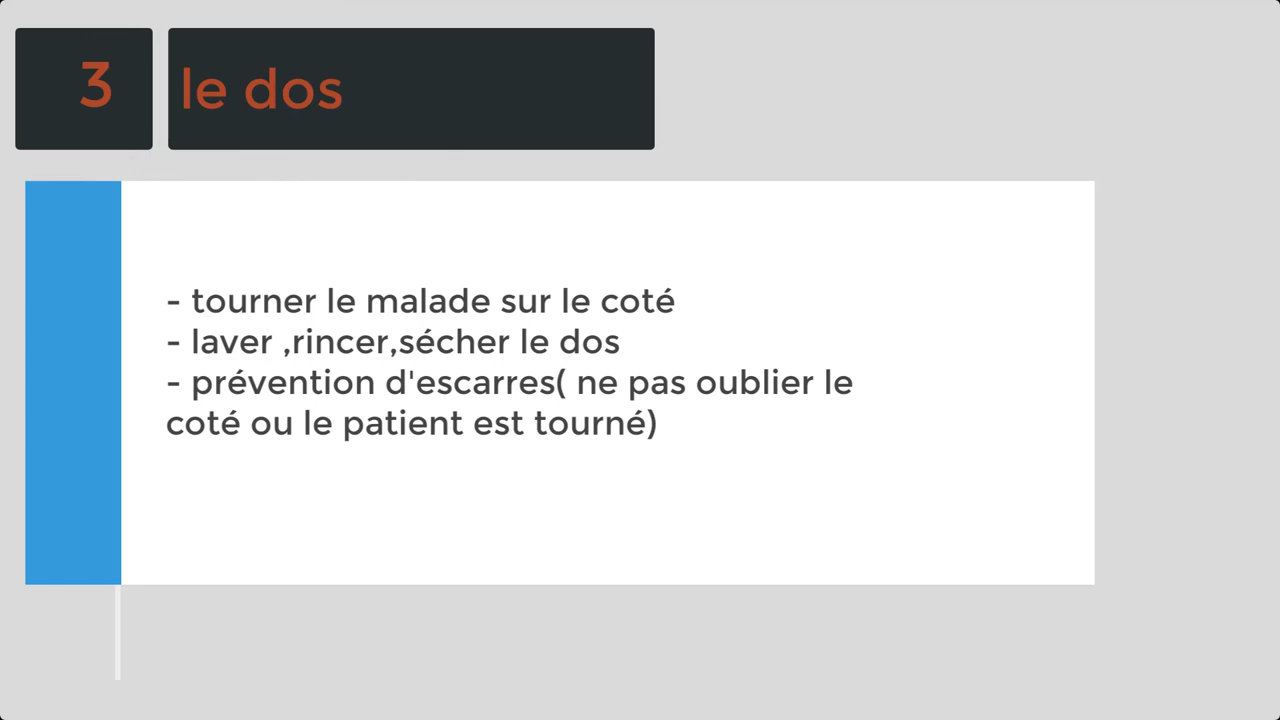 3 le dos
- tourner le malade sur le coté
- laver ,rincer,sécher le dos
- prévention d'escarres( ne pas oublier le
coté ou le patient est tourné)